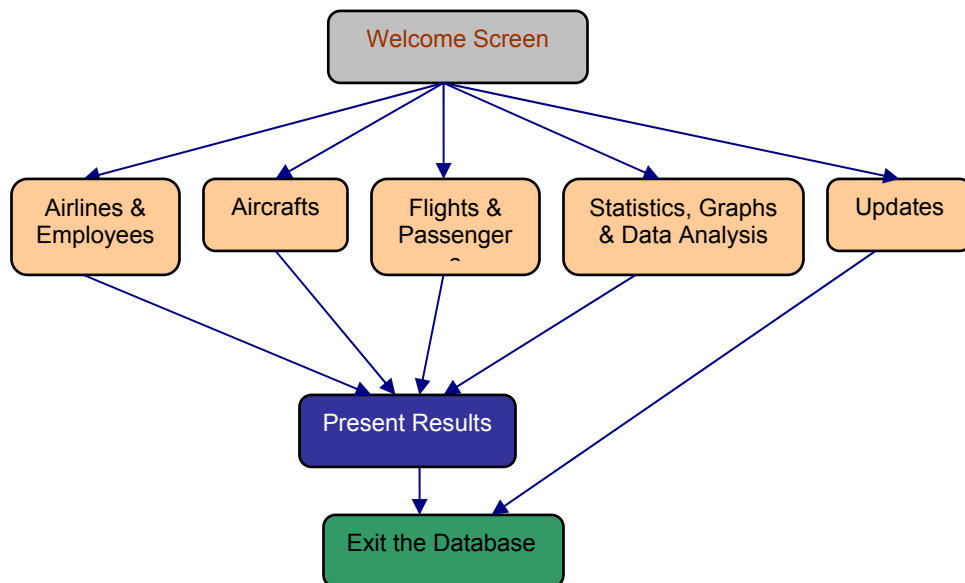 Welcome Screen
Airlines &
Employees
Aircrafts
Flights &
Passenger
s
Statistics, Graphs
& Data Analysis
Updates
Present Results
Exit the Database